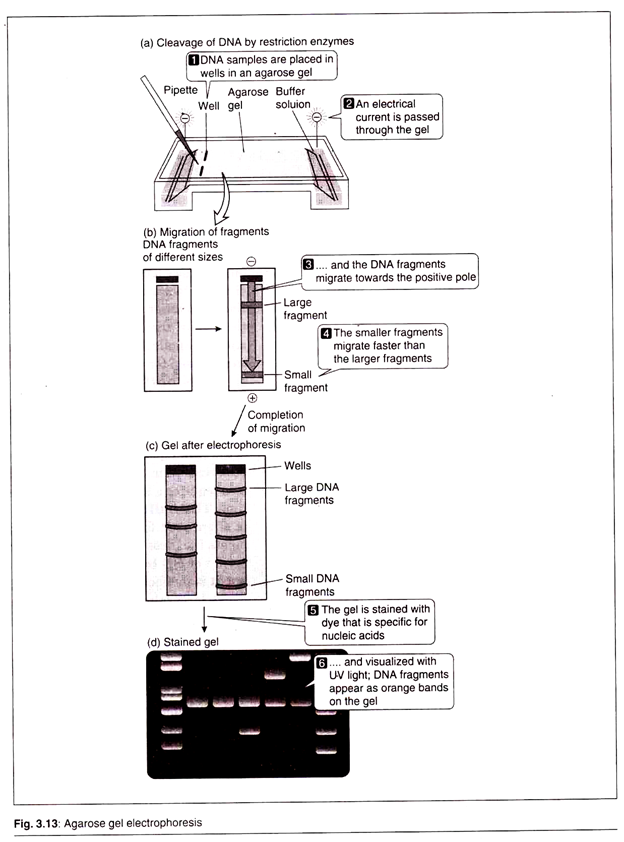 (a) Cleavage of DNA by restriction enzymes
1 DNA samples are placed in
wells in an agarose gel
Pipette
Well
Agarose
gel
Buffer
soluion
2 An electrical
current is passed
through the gel
(b) Migration of fragments
DNA fragments
of different sizes
3 .... and the DNA fragments
migrate towards the positive pole
Large
fragment
4 The smaller fragments
migrate faster than
the larger fragments
Small
fragment
Completion
of migration
(c) Gel after electrophoresis
Wells
Large DNA
fragments
Small DNA
fragments
5 The gel is stained with
dye that is specific for
nucleic acids
(d) Stained gel
6 .... and visualized with
U-V light; DNA fragments
appear as orange bands
on the gel
Fig. 3.13: Agarose gel electrophoresis